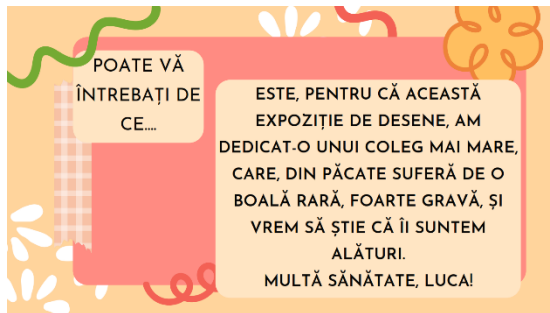 POATE VĂ
ÎNTREBAȚI DE
CE....
ESTE, PENTRU CĂ ACEASTĂ
EXPOZIȚIE DE DESENE, AM
DEDICAT-O UNUI COLEG MAI MARE,
CARE, DIN PĂCATE SUFERĂ DE O
BOALĂ RARĂ, FOARTE GRAVĂ, ȘI
VREM SĂ ȘTIE CĂ ÎI SUNTEM
ALĂTURI.
MULTĂ SĂNĂTATE, LUCA!